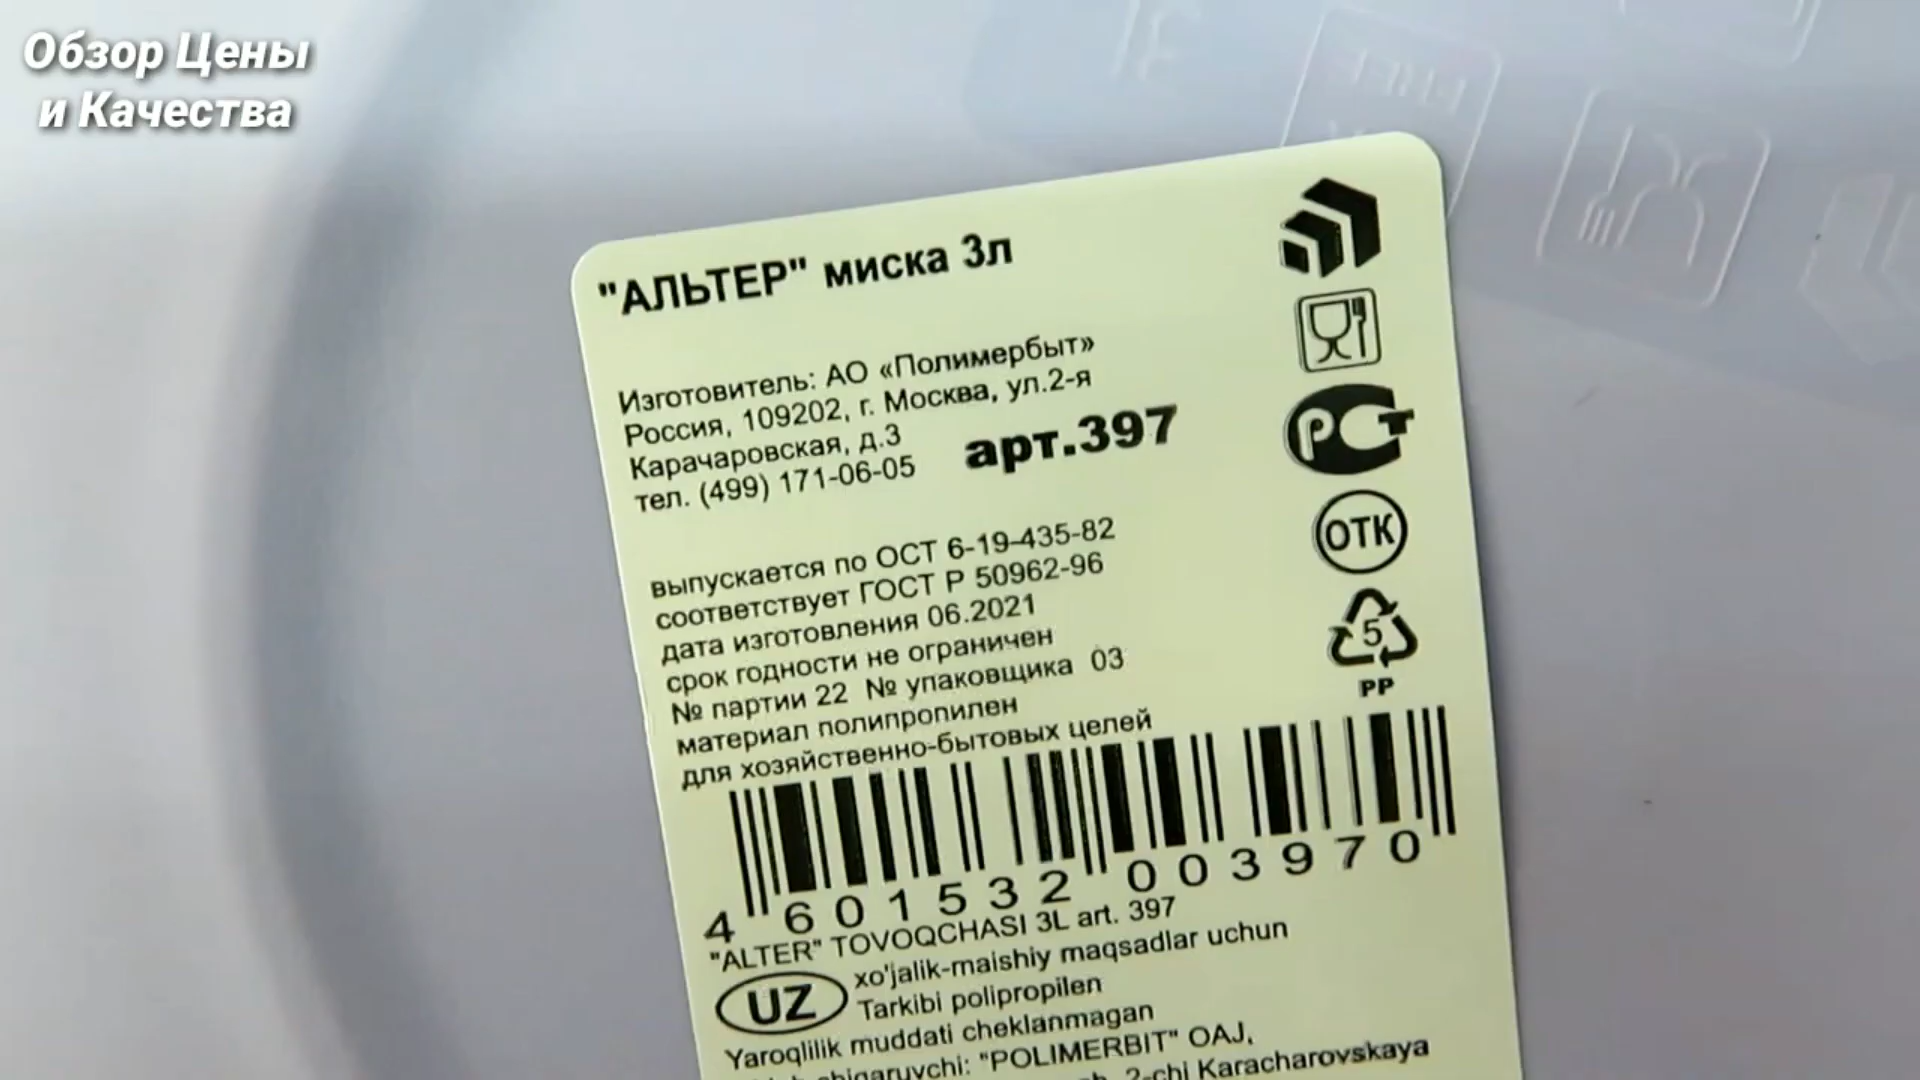 Обзор Цены
и Качества
"АЛЬТЕР" миска 3л
Изготовитель: АО «Полимербыт»
Россия, 109202, г. Москва, ул.2-я
Карачаровская, д.3
тел. (499) 171-06-05
арт.397
выпускается по ОСТ 6-19-435-82
соответствует ГОСТ Р 50962-96
дата изготовления 06.2021
срок годности не ограничен
№ партии 22 № упаковщика 03
материал полипропилен
для хозяйственно-бытовых целей
РСТ
ОТК
5
PP
4 601532 003970
"ALTER" TOVOQCHASI 3L art. 397
UZ
xo'jalik-maishiy maqsadlar uchun
Tarkibi polipropilen
Yaroqlilik muddati cheklanmagan
"POLIMERBIT" OAJ,
2-chi Karacharovskaya